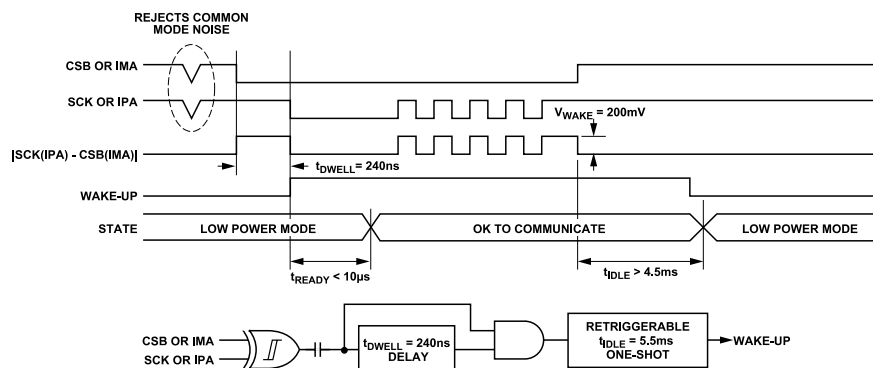 REJECTS COMMON
MODE NOISE
CSB OR IMA
SCK OR IPA
V_WAKE = 200mV
|SCK(IPA) - CSB(IMA)|
t_DWELL = 240ns
WAKE-UP
STATE
LOW POWER MODE
OK TO COMMUNICATE
LOW POWER MODE
t_READY < 10µs
t_IDLE > 4.5ms
CSB OR IMA
SCK OR IPA
t_DWELL = 240ns
DELAY
RETRIGGERABLE
t_IDLE = 5.5ms
ONE-SHOT
WAKE-UP